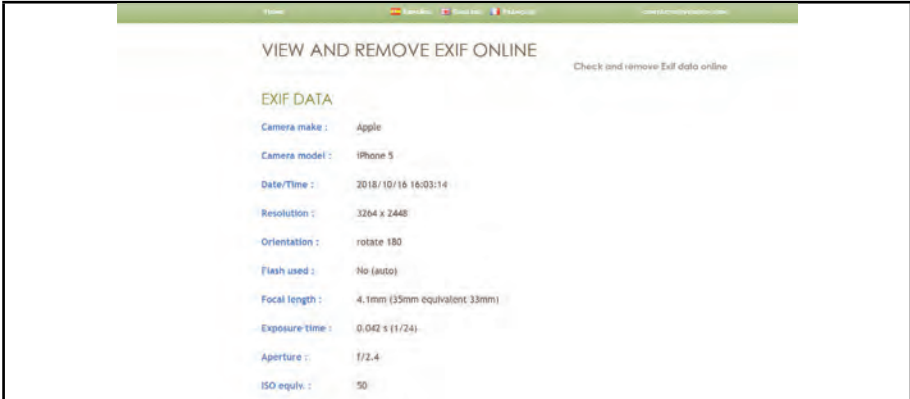 VIEW AND REMOVE EXIF ONLINE
Check and remove Exif data online
EXIF DATA
Camera make : Apple
Camera model : iPhone 5
Date/Time : 2018/10/16 16:03:14
Resolution : 3264 x 2448
Orientation : rotate 180
Flash used : No (auto)
Focal length : 4.1mm (35mm equivalent 33mm)
Exposure time : 0.042 s (1/24)
Aperture : f/2.4
ISO equiv. : 50